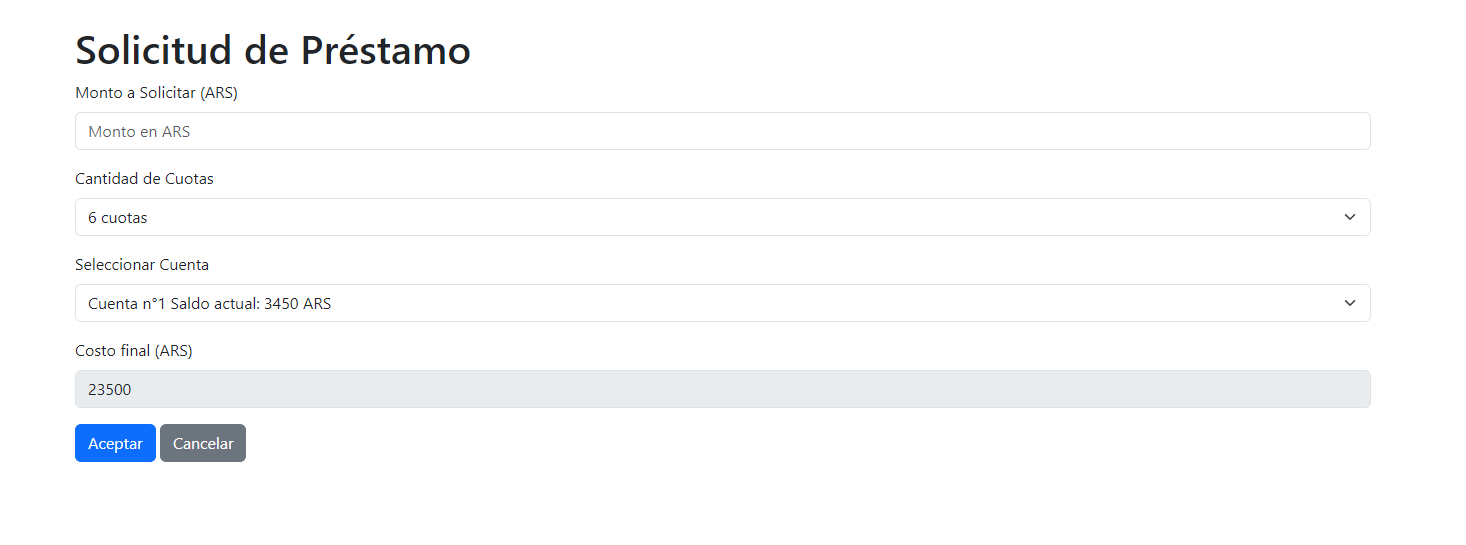 Solicitud de Préstamo
Monto a Solicitar (ARS)
Monto en ARS
Cantidad de Cuotas
6 cuotas
Seleccionar Cuenta
Cuenta n°1 Saldo actual: 3450 ARS
Costo final (ARS)
23500
Aceptar Cancelar